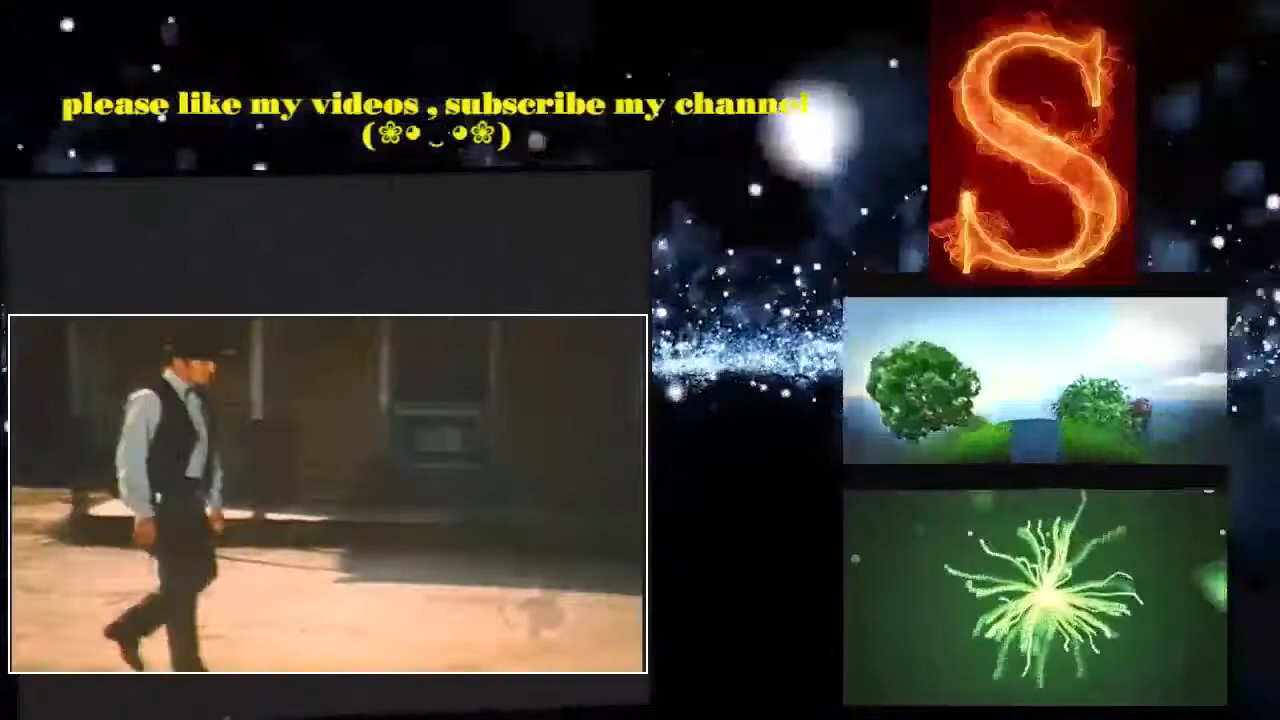 please like my videos , subscribe my channel
(❀◕ ‿ ◕❀)
S